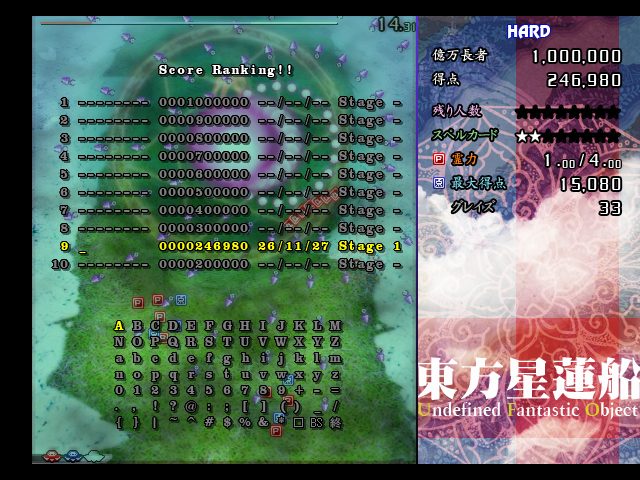 14.31
Score Ranking!!
1 -------- 0001000000 --/--/-- Stage -
2 -------- 0000900000 --/--/-- Stage -
3 -------- 0000800000 --/--/-- Stage -
4 -------- 0000700000 --/--/-- Stage -
5 -------- 0000600000 --/--/-- Stage -
6 -------- 0000500000 --/--/-- Stage -
7 -------- 0000400000 --/--/-- Stage -
8 -------- 0000300000 --/--/-- Stage -
9 _ 0000246980 26/11/27 Stage 1
10 -------- 0000200000 --/--/-- Stage -
A B C D E F G H I J K L M
N O P Q R S T U V W X Y Z
a b c d e f g h i j k l m
n o p q r s t u v w x y z
0 1 2 3 4 5 6 7 8 9 + - =
. , ! ? @ : ; [ ] ( ) _ /
{ } | ~ ^ # $ % & * □ BS 終
HARD
億万長者 1,000,000
得点 246,980
残り人数
スペルカード
P 霊力 1.00/4.00
点 最大得点 15,080
グレイズ 33
東方星蓮船
Undefined Fantastic Object